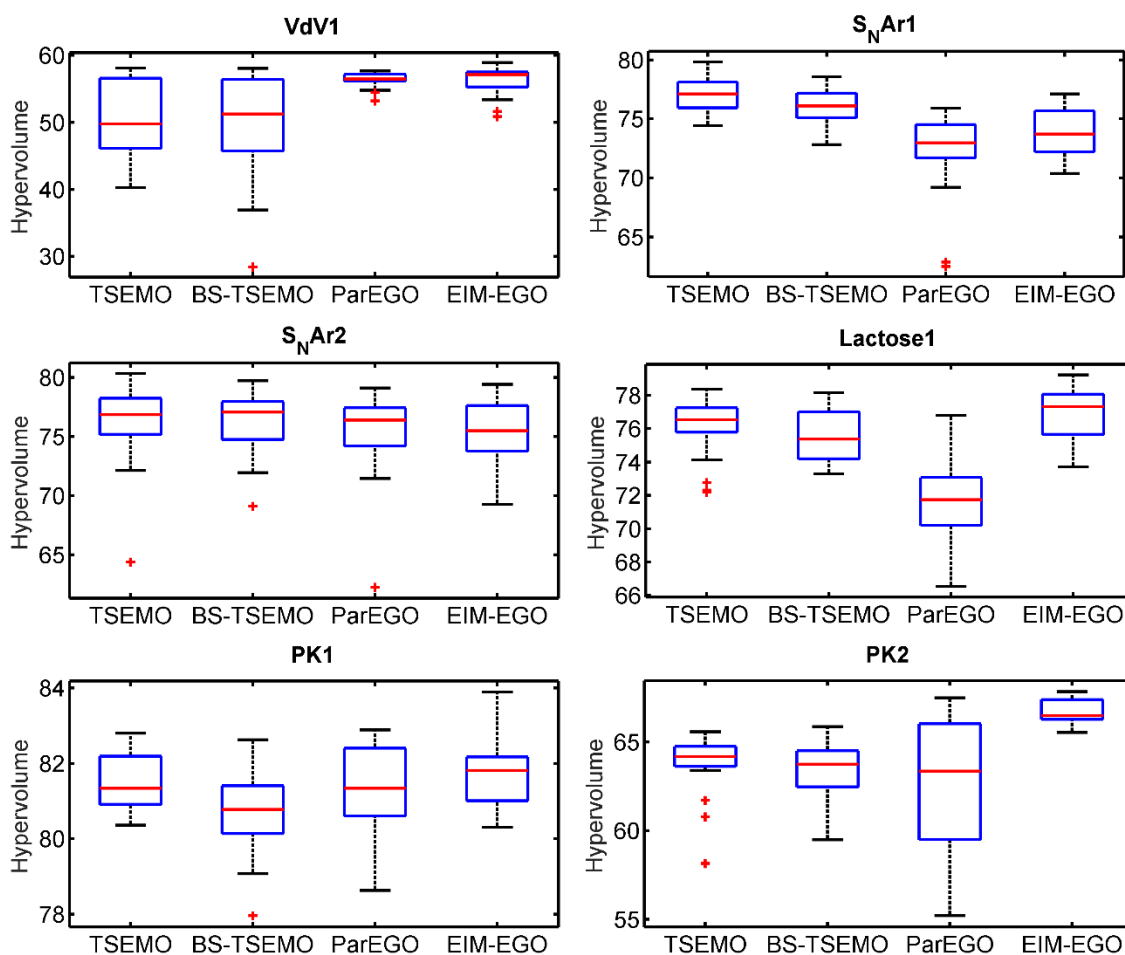 VdV1
Hypervolume
60
50
40
30
TSEMO BS-TSEMO ParEGO EIM-EGO
S_NAr1
Hypervolume
80
75
70
65
TSEMO BS-TSEMO ParEGO EIM-EGO
S_NAr2
Hypervolume
80
75
70
65
TSEMO BS-TSEMO ParEGO EIM-EGO
Lactose1
Hypervolume
78
76
74
72
70
68
66
TSEMO BS-TSEMO ParEGO EIM-EGO
PK1
Hypervolume
84
82
80
78
TSEMO BS-TSEMO ParEGO EIM-EGO
PK2
Hypervolume
65
60
55
TSEMO BS-TSEMO ParEGO EIM-EGO